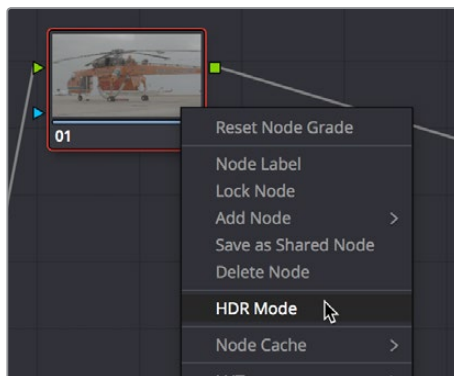 01
Reset Node Grade
Node Label
Lock Node
Add Node >
Save as Shared Node
Delete Node
HDR Mode
Node Cache >